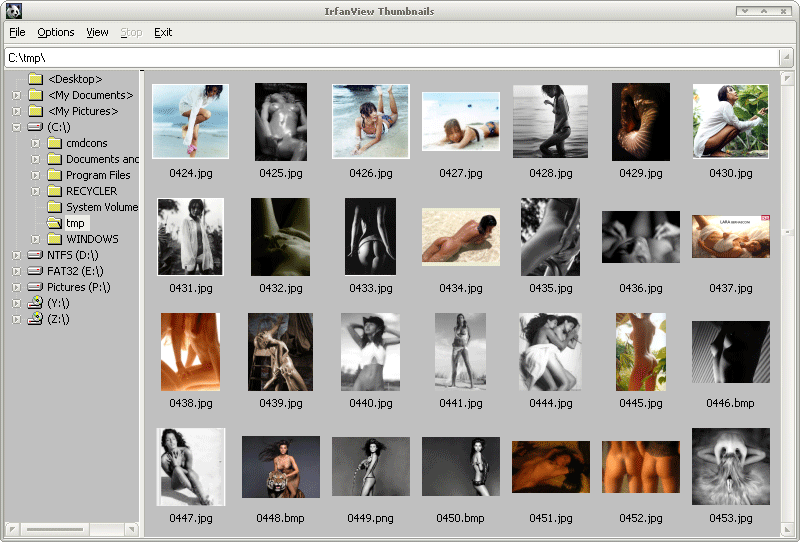 IrfanView Thumbnails
File Options View Stop Exit
C:\tmp\
<Desktop>
<My Documents>
<My Pictures>
(C:\)
cmdcons
Documents and
Program Files
RECYCLER
System Volume
tmp
WINDOWS
NTFS (D:\)
FAT32 (E:\)
Pictures (P:\)
(Y:\)
(Z:\)
0424.jpg 0425.jpg 0426.jpg 0427.jpg 0428.jpg 0429.jpg 0430.jpg
0431.jpg 0432.jpg 0433.jpg 0434.jpg 0435.jpg 0436.jpg 0437.jpg
0438.jpg 0439.jpg 0440.jpg 0441.jpg 0444.jpg 0445.jpg 0446.bmp
0447.jpg 0448.bmp 0449.png 0450.bmp 0451.jpg 0452.jpg 0453.jpg